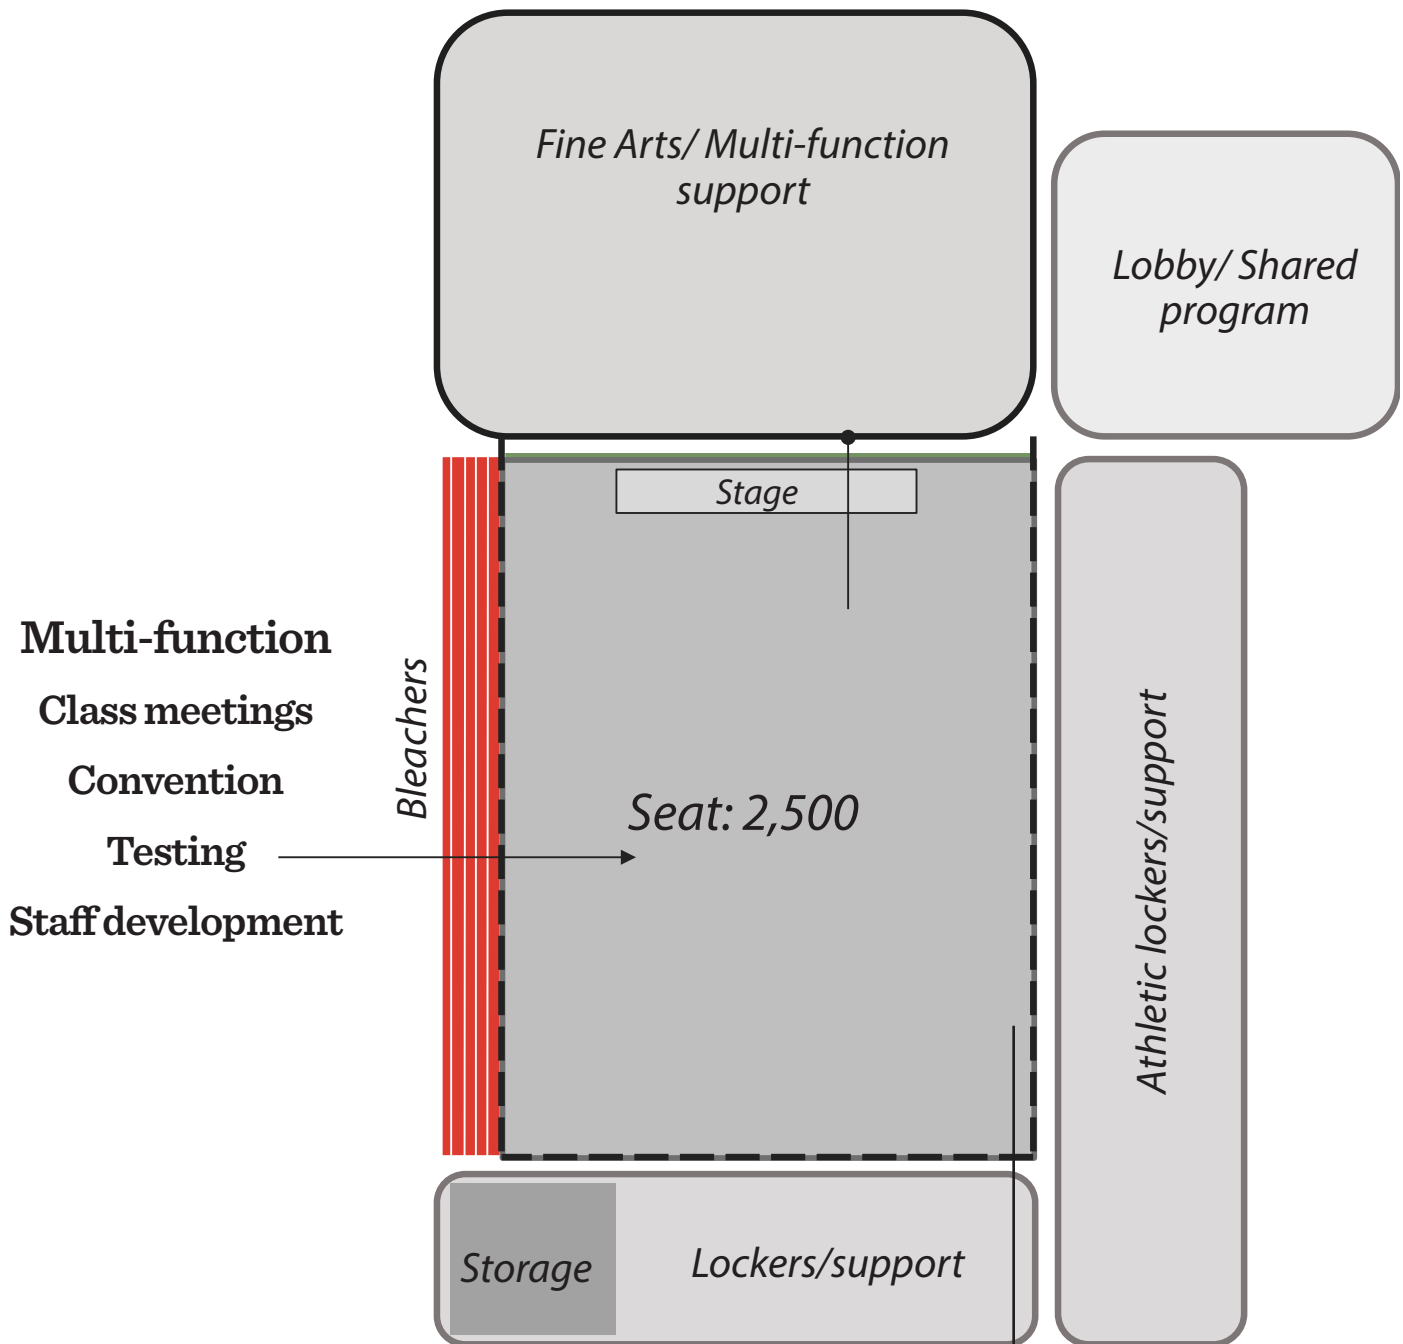 Fine Arts/ Multi-function
support
Lobby/ Shared
program
Stage
Multi-function
Class meetings
Convention
Testing
Staff development
Bleachers
Seat: 2,500
Athletic lockers/support
Storage
Lockers/support